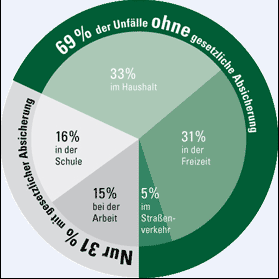 69% der Unfälle ohne gesetzliche Absicherung
33%
im Haushalt
31%
in der
Freizeit
5%
im
Straßen-
verkehr
15%
bei der
Arbeit
16%
in der
Schule
Nur 31% mit gesetzlicher Absicherung